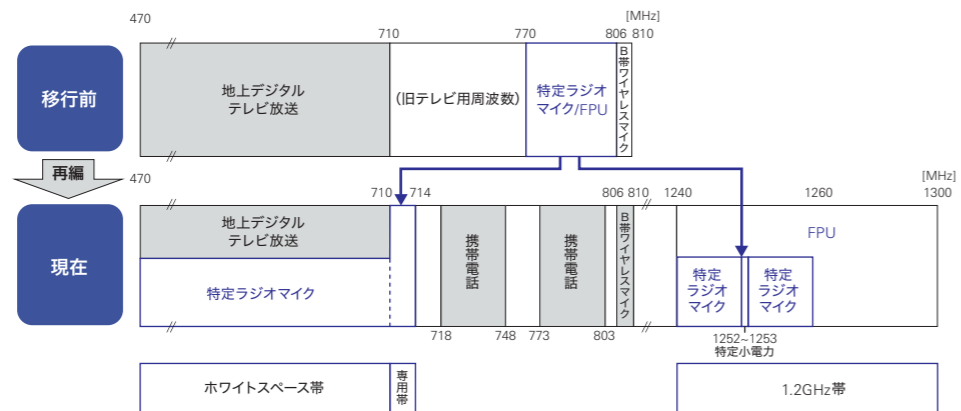 [MHz]
470
710
770
806 810
移行前
地上デジタル
テレビ放送
(旧テレビ用周波数)
特定ラジオ
マイク/FPU
B帯ワイヤレスマイク
再編
[MHz]
470
710
714
806 810
1240
1260
1300
現在
地上デジタル
テレビ放送
特定ラジオマイク
携帯電話
携帯電話
B帯ワイヤレスマイク
FPU
特定
ラジオ
マイク
特定
ラジオ
マイク
718
748
773
803
1252~1253
特定小電力
ホワイトスペース帯
専用帯
1.2GHz帯